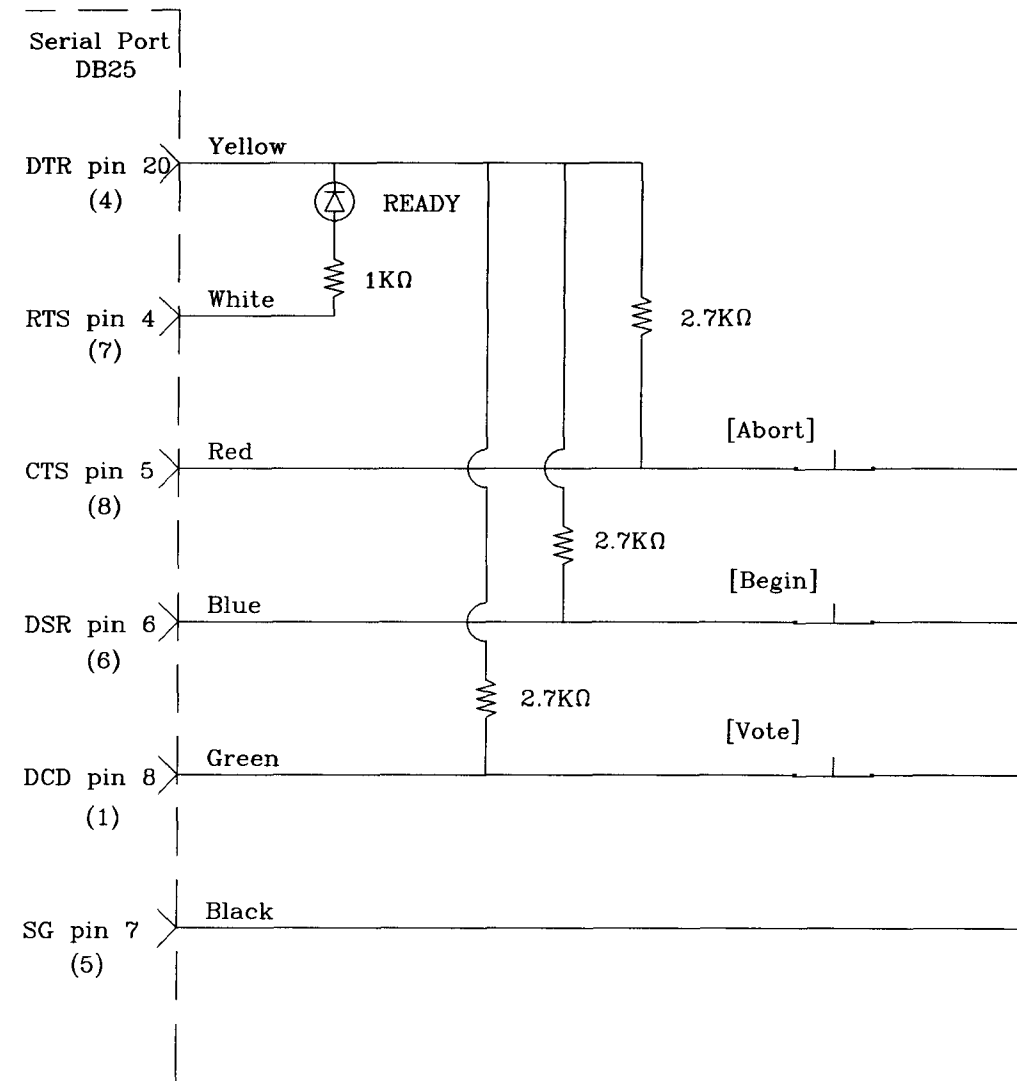 Serial Port
DB25
Yellow
DTR pin 20
(4)
READY
1KΩ
White
RTS pin 4
(7)
2.7KΩ
[Abort]
Red
CTS pin 5
(8)
2.7KΩ
[Begin]
Blue
DSR pin 6
(6)
2.7KΩ
[Vote]
Green
DCD pin 8
(1)
Black
SG pin 7
(5)